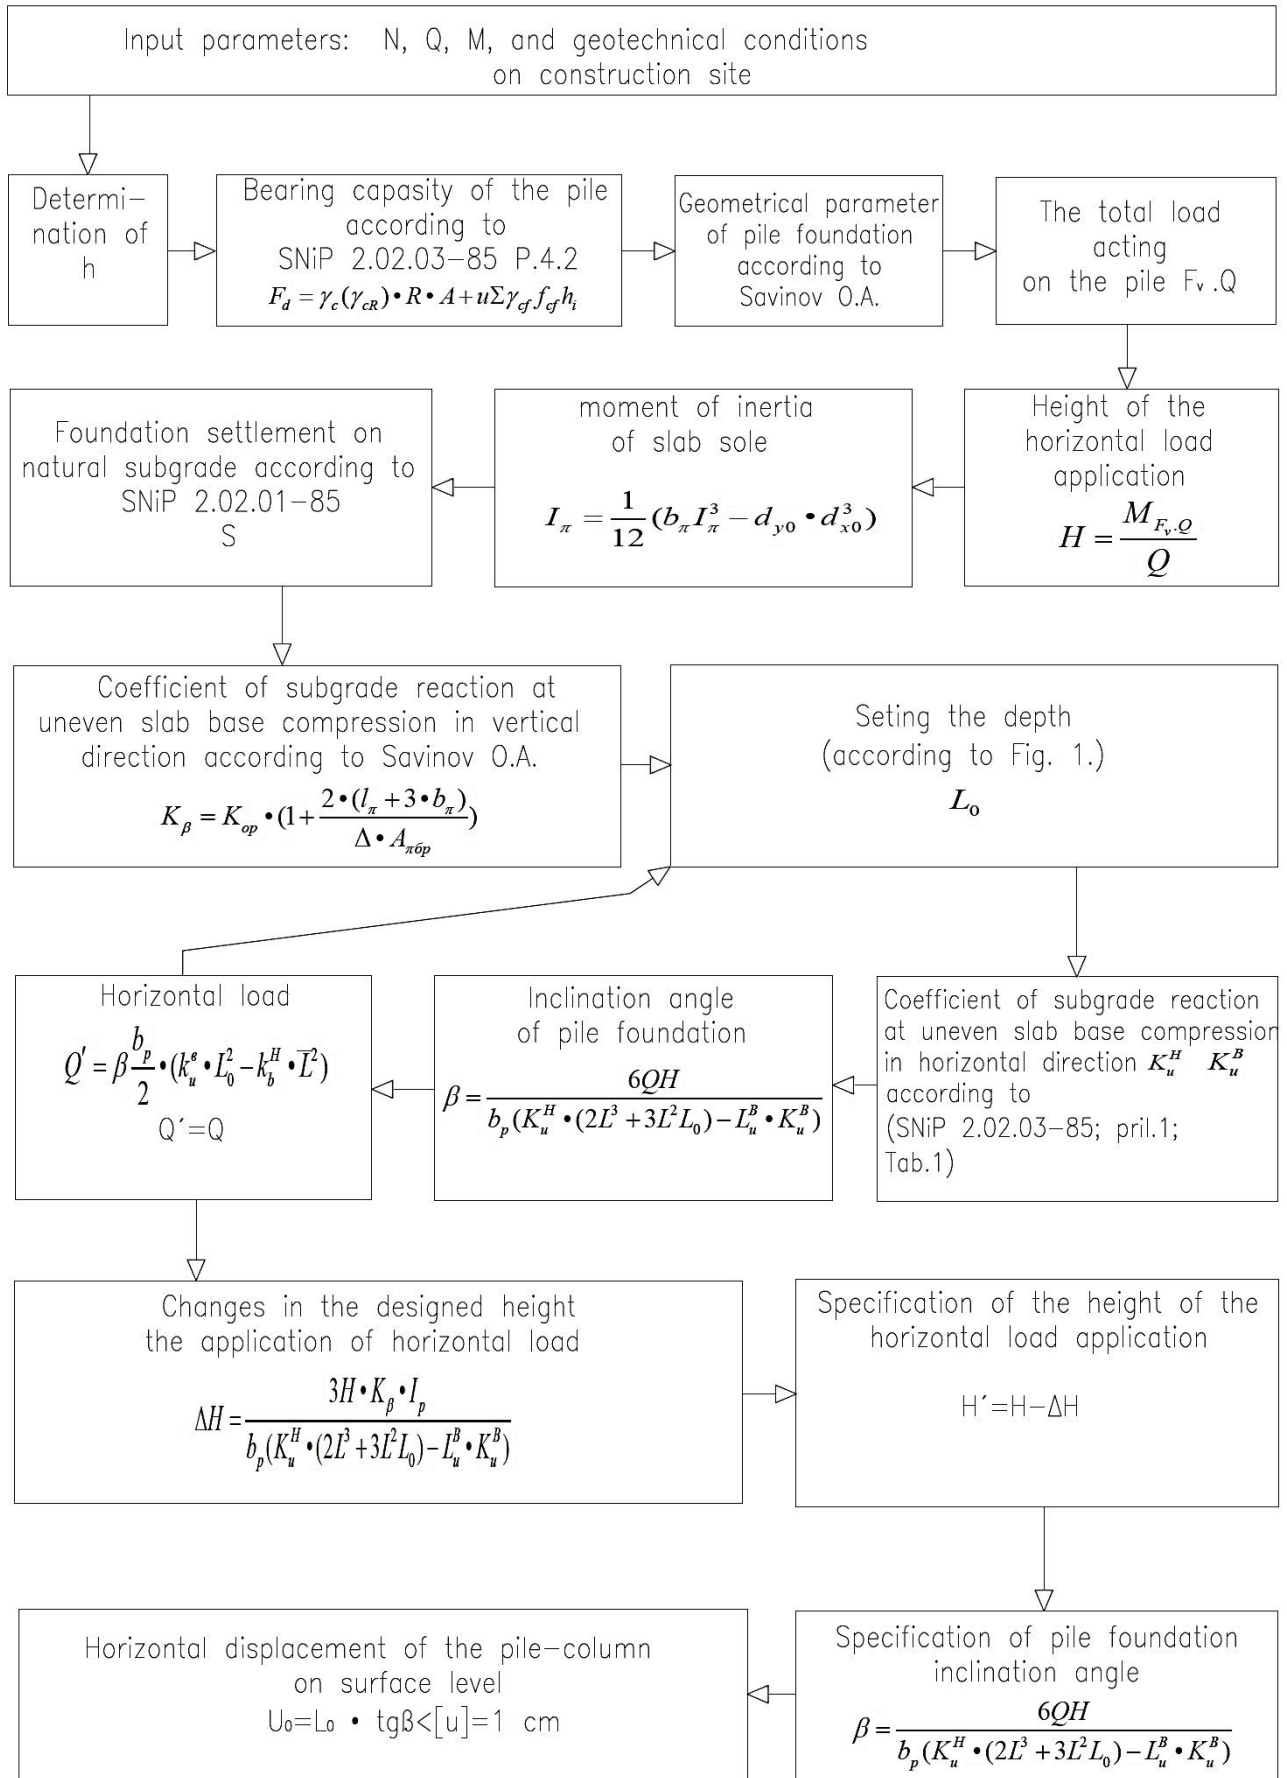 Input parameters: N, Q, M, and geotechnical conditions
on construction site
Determi-
nation of
h
Bearing capasity of the pile
according to
SNiP 2.02.03-85 P.4.2
F_d = γ_c(γ_cR)•R•A+uΣγ_cf f_cf h_i
Geometrical parameter
of pile foundation
according to
Savinov O.A.
The total load
acting
on the pile Fᵥ.Q
Height of the
horizontal load
application
H = M_{F_v.Q} / Q
moment of inertia
of slab sole
I_π = 1/12 (b_π I_π^3 − d_y0 • d_x0^3)
Foundation settlement on
natural subgrade according to
SNiP 2.02.01-85
S
Coefficient of subgrade reaction at
uneven slab base compression in vertical
direction according to Savinov O.A.
K_β = K_op •(1+ 2•(l_π+3•b_π) / Δ•A_πбр)
Seting the depth
(according to Fig. 1.)
L_0
Coefficient of subgrade reaction
at uneven slab base compression
in horizontal direction K_u^H K_u^B
according to
(SNiP 2.02.03-85; pril.1;
Tab.1)
Inclination angle
of pile foundation
β = 6QH / b_p(K_u^H•(2L^3+3L^2L_0)−L_u^B•K_u^B)
Horizontal load
Q′ = β b_p/2 •(k_u^в•L_0^2−k_b^H•L̅^2)
Q′=Q
Changes in the designed height
the application of horizontal load
ΔH = 3H•K_β•I_p / b_p(K_u^H•(2L^3+3L^2L_0)−L_u^B•K_u^B)
Specification of the height of the
horizontal load application
H′=H−ΔH
Specification of pile foundation
inclination angle
β = 6QH / b_p(K_u^H•(2L^3+3L^2L_0)−L_u^B•K_u^B)
Horizontal displacement of the pile-column
on surface level
U₀=L₀ • tgβ<[u]=1 cm